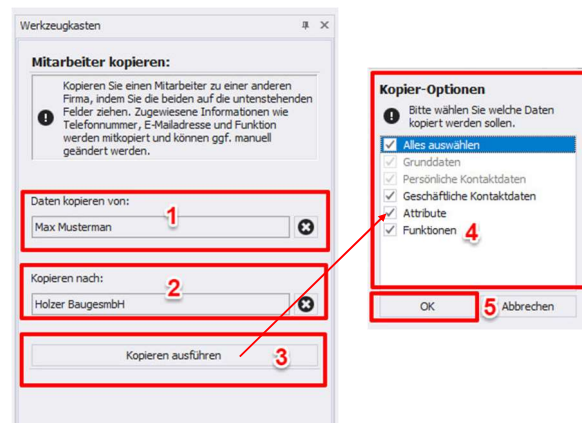 Werkzeugkasten
Mitarbeiter kopieren:
Kopieren Sie einen Mitarbeiter zu einer anderen
Firma, indem Sie die beiden auf die untenstehenden
Felder ziehen. Zugewiesene Informationen wie
Telefonnummer, E-Mailadresse und Funktion
werden mitkopiert und können ggf. manuell
geändert werden.
Daten kopieren von:
1
Max Musterman
Kopieren nach:
2
Holzer BaugesmbH
Kopieren ausführen
3
Kopier-Optionen
Bitte wählen Sie welche Daten
kopiert werden sollen.
Alles auswählen
Grunddaten
Persönliche Kontaktdaten
Geschäftliche Kontaktdaten
Attribute
Funktionen
4
OK
5
Abbrechen